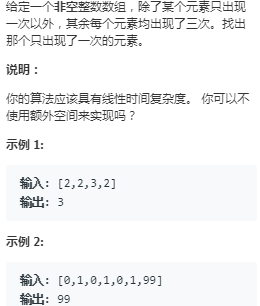 给定一个非空整数数组，除了某个元素只出现
一次以外，其余每个元素均出现了三次。找出
那个只出现了一次的元素。
说明：
你的算法应该具有线性时间复杂度。 你可以不
使用额外空间来实现吗？
示例 1:
输入: [2,2,3,2]
输出: 3
示例 2:
输入: [0,1,0,1,0,1,99]
输出: 99